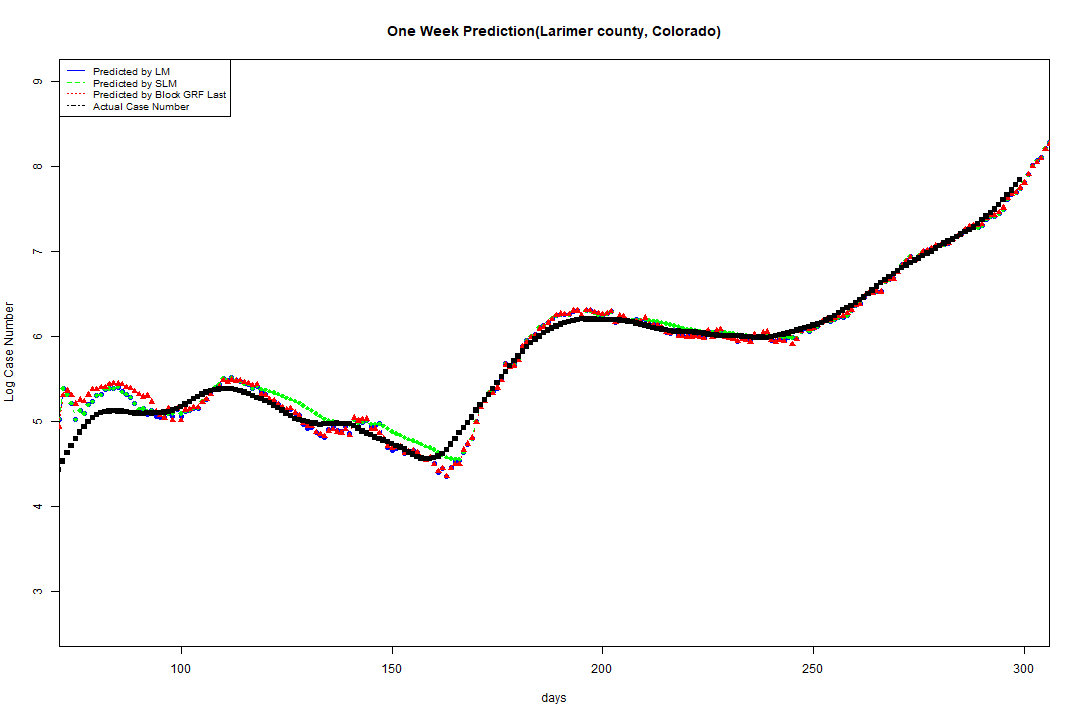 One Week Prediction(Larimer county, Colorado)
Predicted by LM
Predicted by SLM
Predicted by Block GRF Last
Actual Case Number
9
8
7
6
5
4
3
Log Case Number
100 150 200 250 300
days